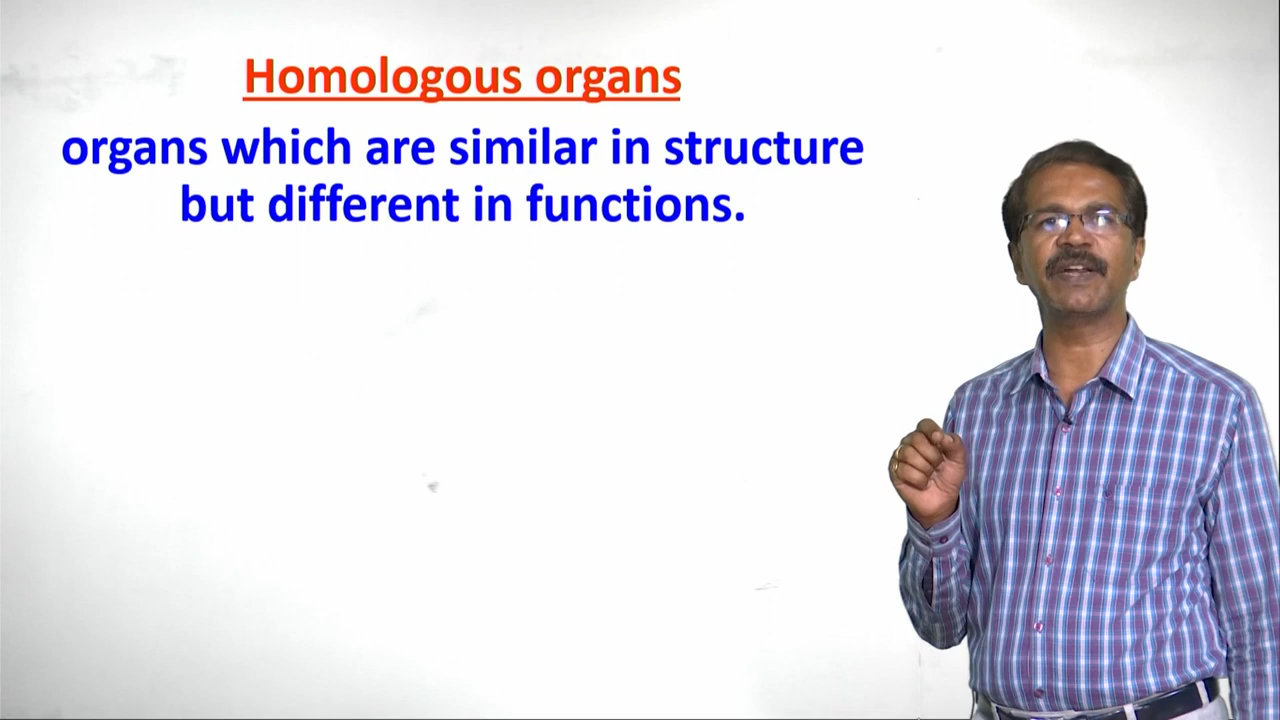 Homologous organs
organs which are similar in structure
but different in functions.